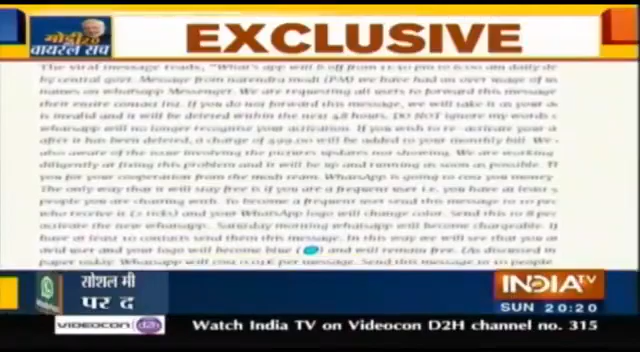 मोदी 2.0
वायरल सच
EXCLUSIVE
The viral message reads, "What's app will be off from 11.30 pm to 6.00 am daily
by central govt. Message from narendra modi (PM) we have had an over usage of
names on whatsapp Messenger. We are requesting all users to forward this message
their entire contact list. If you do not forward this message, we will take it as your
is invalid and it will be deleted within the next 48 hours. DO NOT ignore my words
whatsapp will no longer recognise your activation. If you wish to re - activate your
after it has been deleted, a charge of 499.00 will be added to your monthly bill. We
also aware of the issue involving the pictures updates not showing. We are working
diligently at fixing this problem and it will be up and running as soon as possible.
you for your cooperation from the modi team. WhatsApp is going to cost you money
The only way that it will stay free is if you are a frequent user i.e. you have at least
people you are chatting with. To become a frequent user send this message to 10
who receive it (2 ticks) and your WhatsApp logo will change color. Send this to 8
activate the new whatsapp. Saturday morning whatsapp will become chargeable.
have at least 10 contacts send them this message. In this way we will see that you
avid user and your logo will become blue ( ) and will remain free. (As discussed in
paper today. Whatsapp will cost per message. Send this message to 10 people
सोशल मी
पर द
INDIA TV
SUN 20:20
VIDEOCON d2h
Watch India TV on Videocon D2H channel no. 315